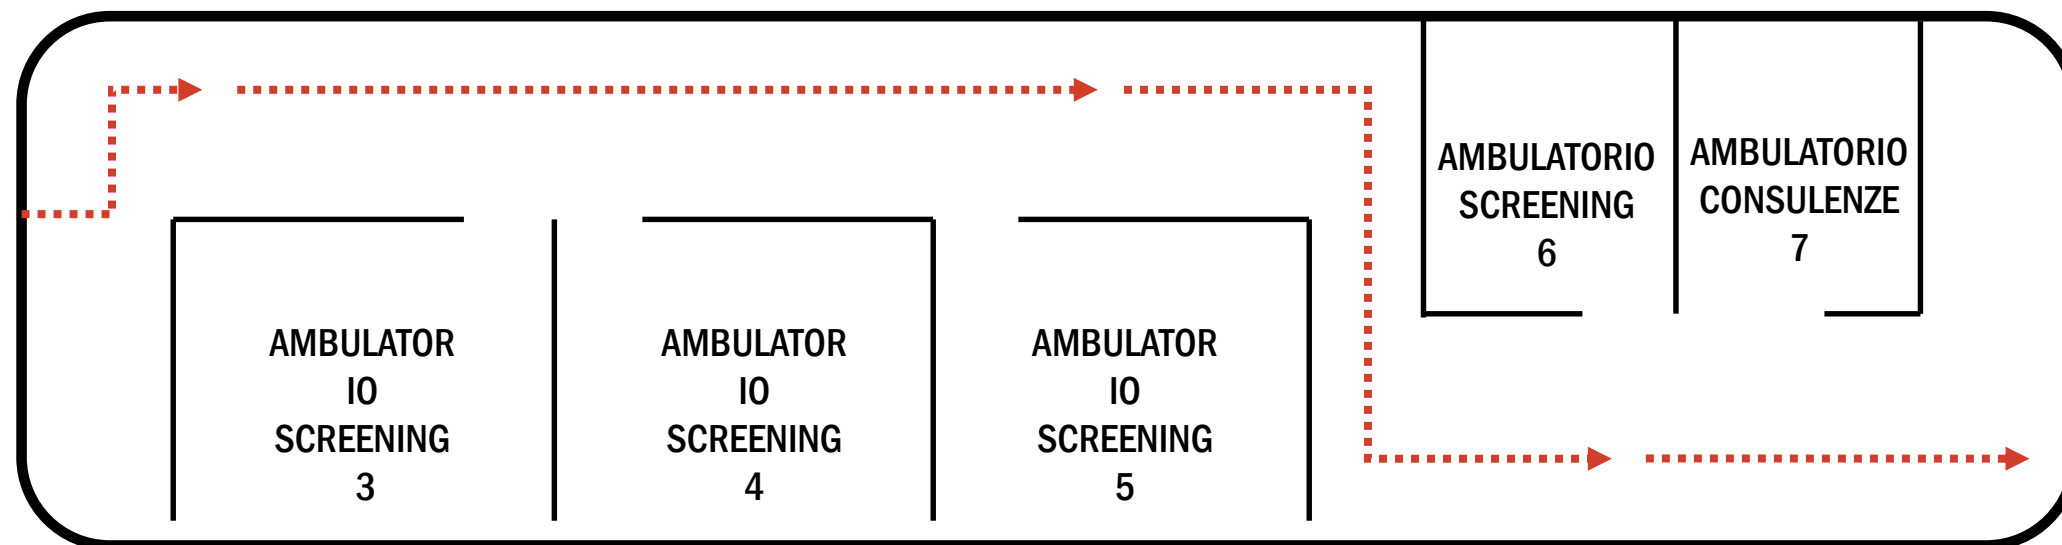 AMBULATOR
IO
SCREENING
3
AMBULATOR
IO
SCREENING
4
AMBULATOR
IO
SCREENING
5
AMBULATORIO
SCREENING
6
AMBULATORIO
CONSULENZE
7